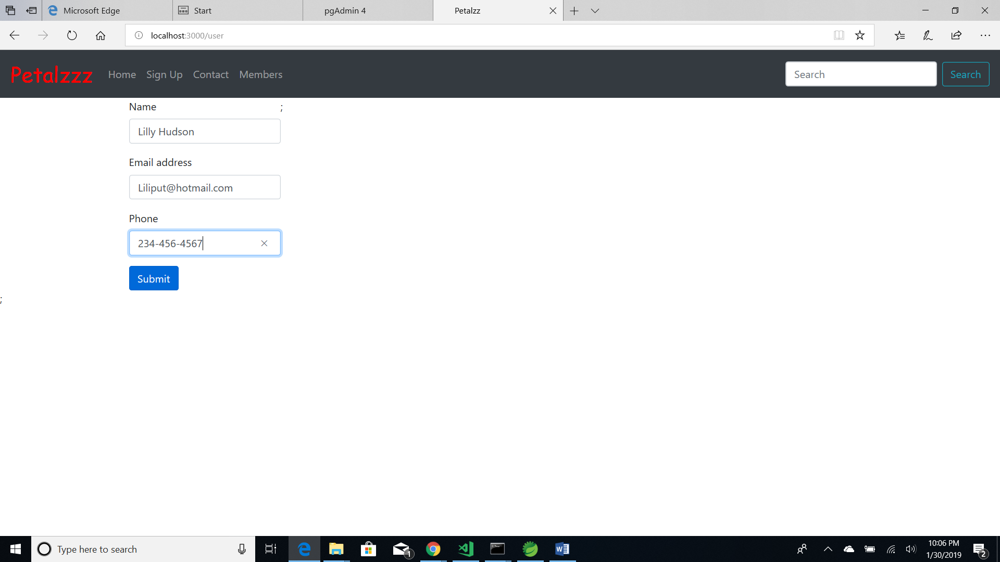 Microsoft Edge
Start
pgAdmin 4
Petalzz
localhost:3000/user
Petalzzz Home Sign Up Contact Members Search Search
Name ;
Lilly Hudson
Email address
Liliput@hotmail.com
Phone
234-456-4567
Submit
;
Type here to search
1
10:06 PM
1/30/2019
2